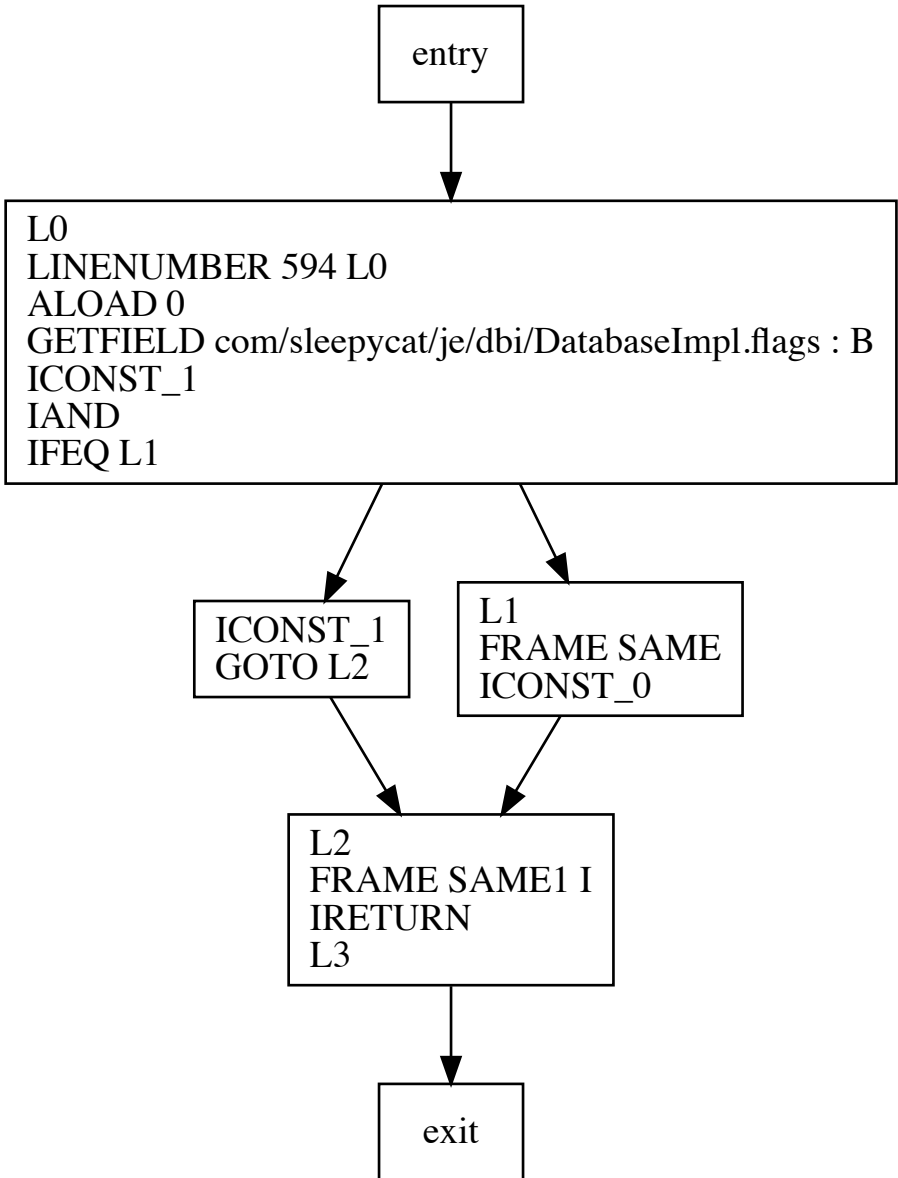 entry
L0
LINENUMBER 594 L0
ALOAD 0
GETFIELD com/sleepycat/je/dbi/DatabaseImpl.flags : B
ICONST_1
IAND
IFEQ L1
ICONST_1
GOTO L2
L1
FRAME SAME
ICONST_0
L2
FRAME SAME1 I
IRETURN
L3
exit